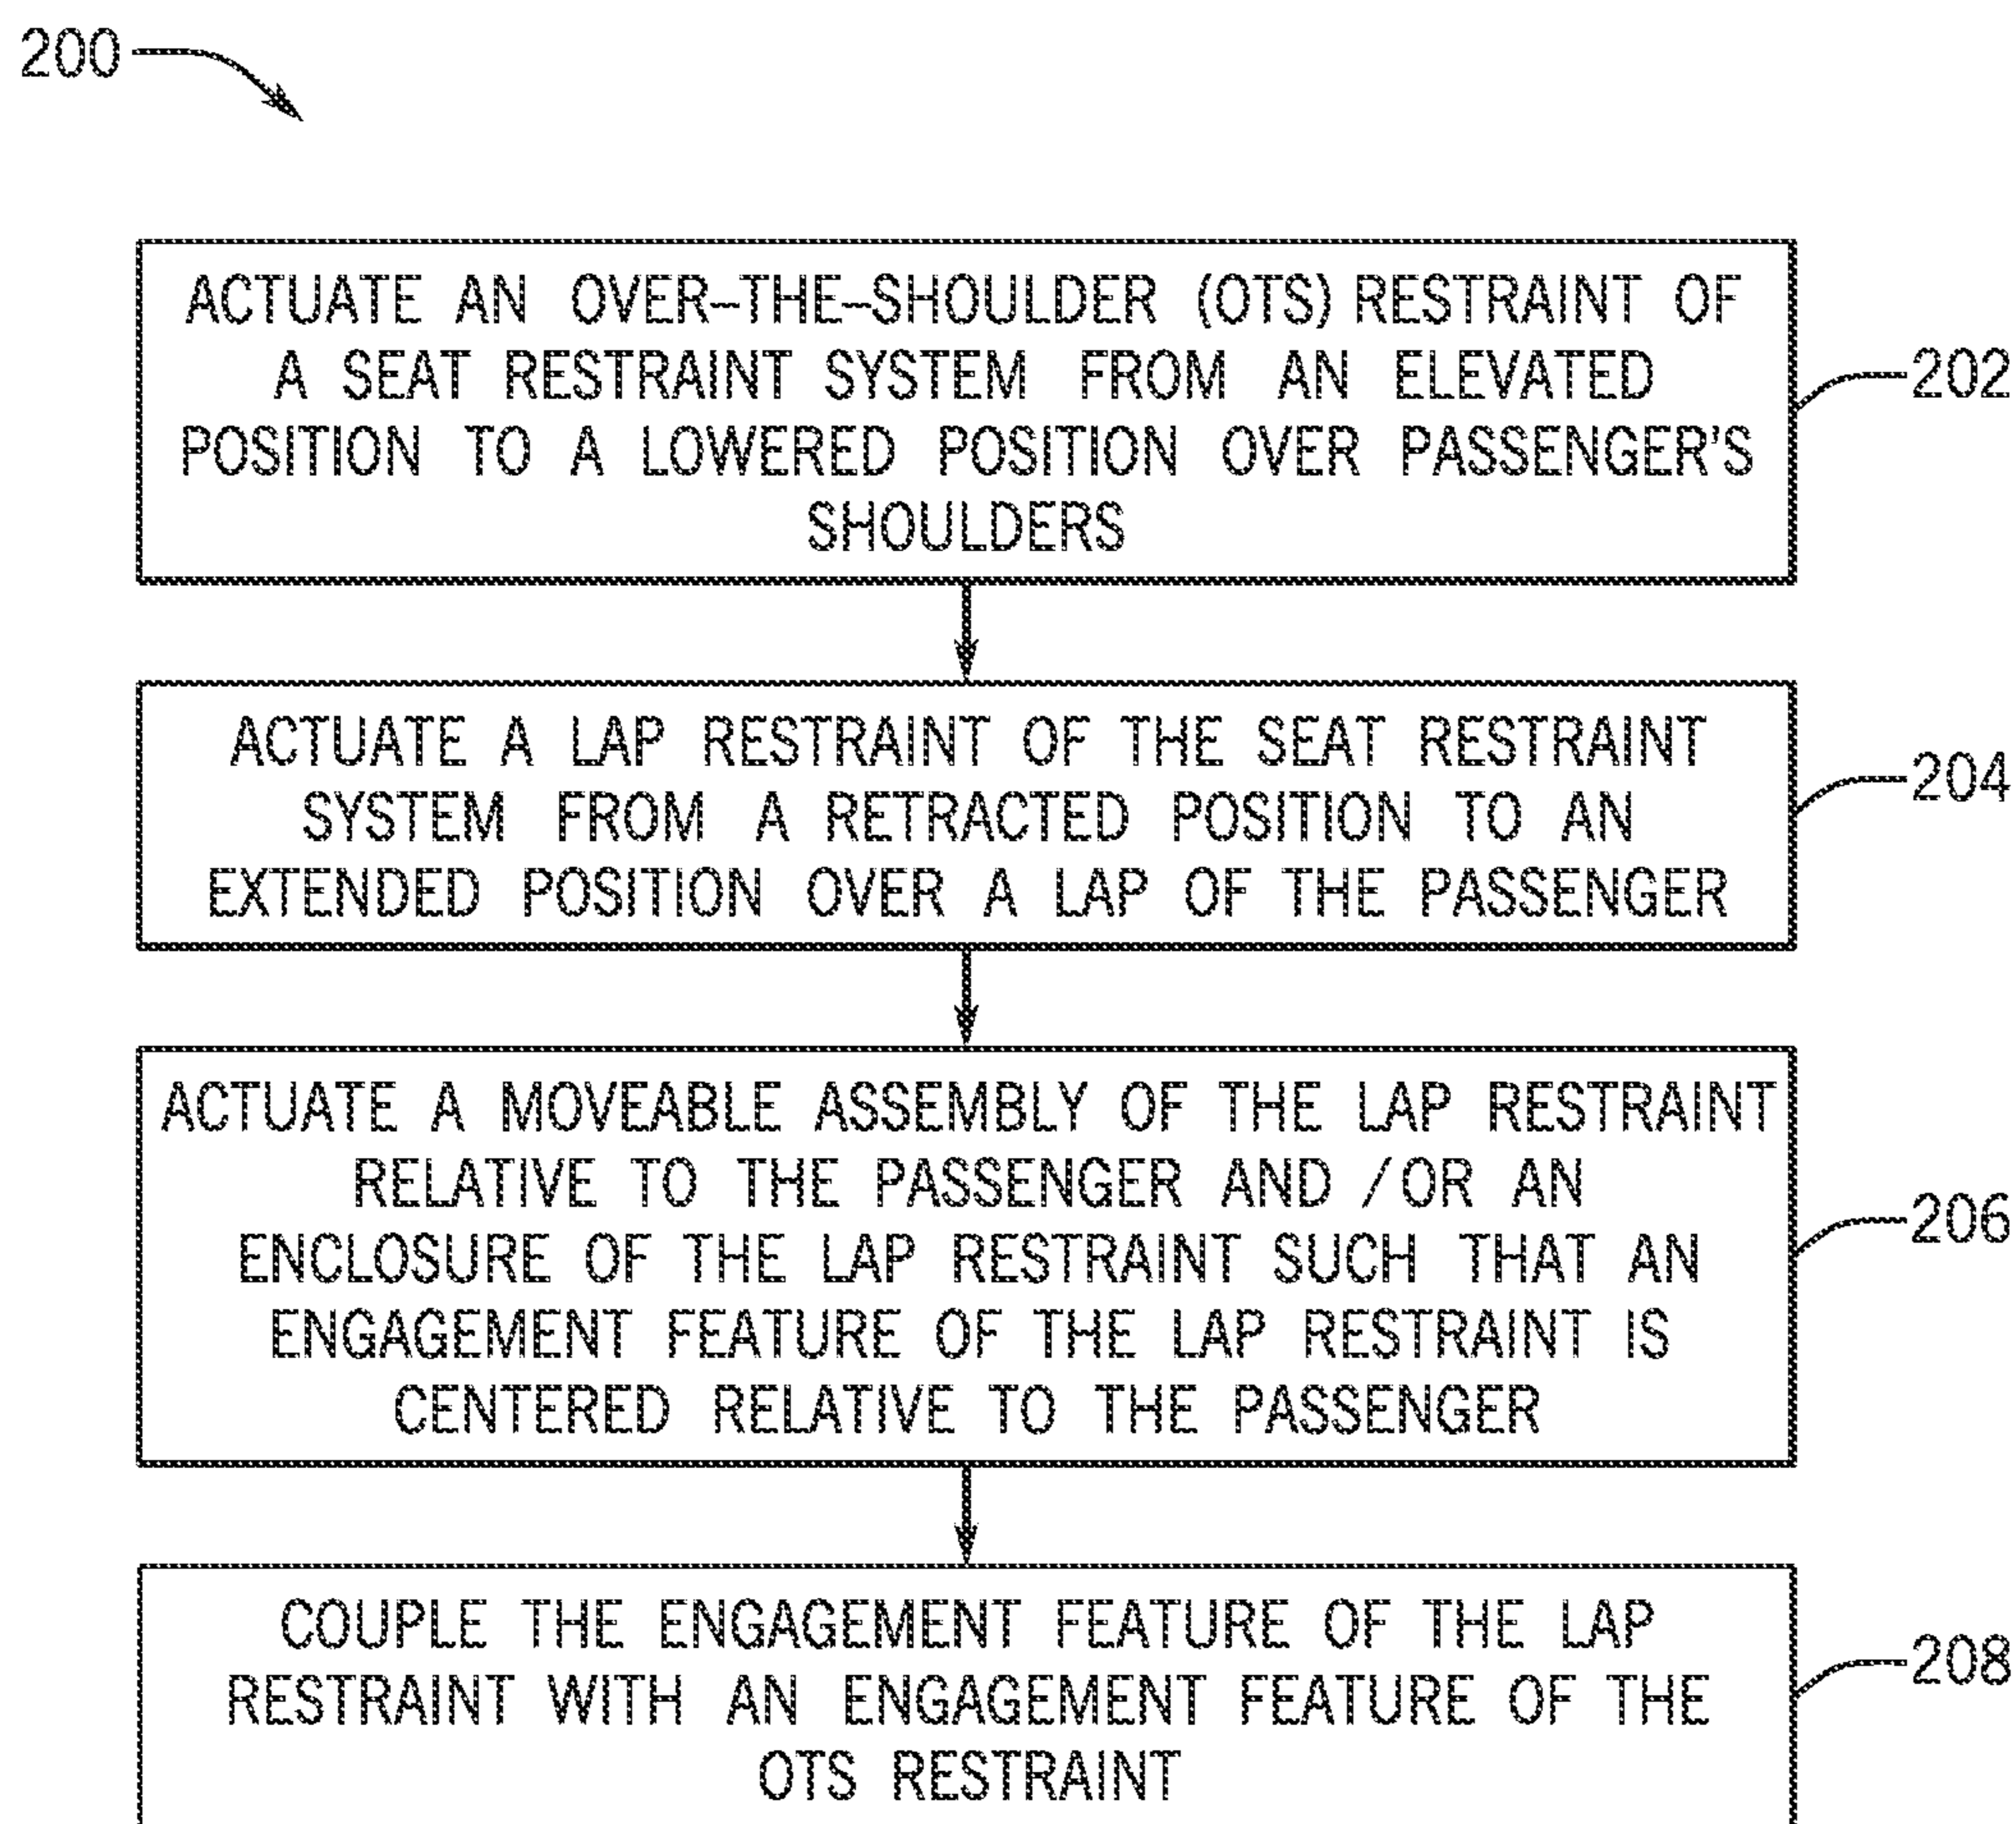 200
ACTUATE AN OVER-THE-SHOULDER (OTS) RESTRAINT OF
A SEAT RESTRAINT SYSTEM FROM AN ELEVATED
POSITION TO A LOWERED POSITION OVER PASSENGER'S
SHOULDERS
202
ACTUATE A LAP RESTRAINT OF THE SEAT RESTRAINT
SYSTEM FROM A RETRACTED POSITION TO AN
EXTENDED POSITION OVER A LAP OF THE PASSENGER
204
ACTUATE A MOVEABLE ASSEMBLY OF THE LAP RESTRAINT
RELATIVE TO THE PASSENGER AND /OR AN
ENCLOSURE OF THE LAP RESTRAINT SUCH THAT AN
ENGAGEMENT FEATURE OF THE LAP RESTRAINT IS
CENTERED RELATIVE TO THE PASSENGER
206
COUPLE THE ENGAGEMENT FEATURE OF THE LAP
RESTRAINT WITH AN ENGAGEMENT FEATURE OF THE
OTS RESTRAINT
208